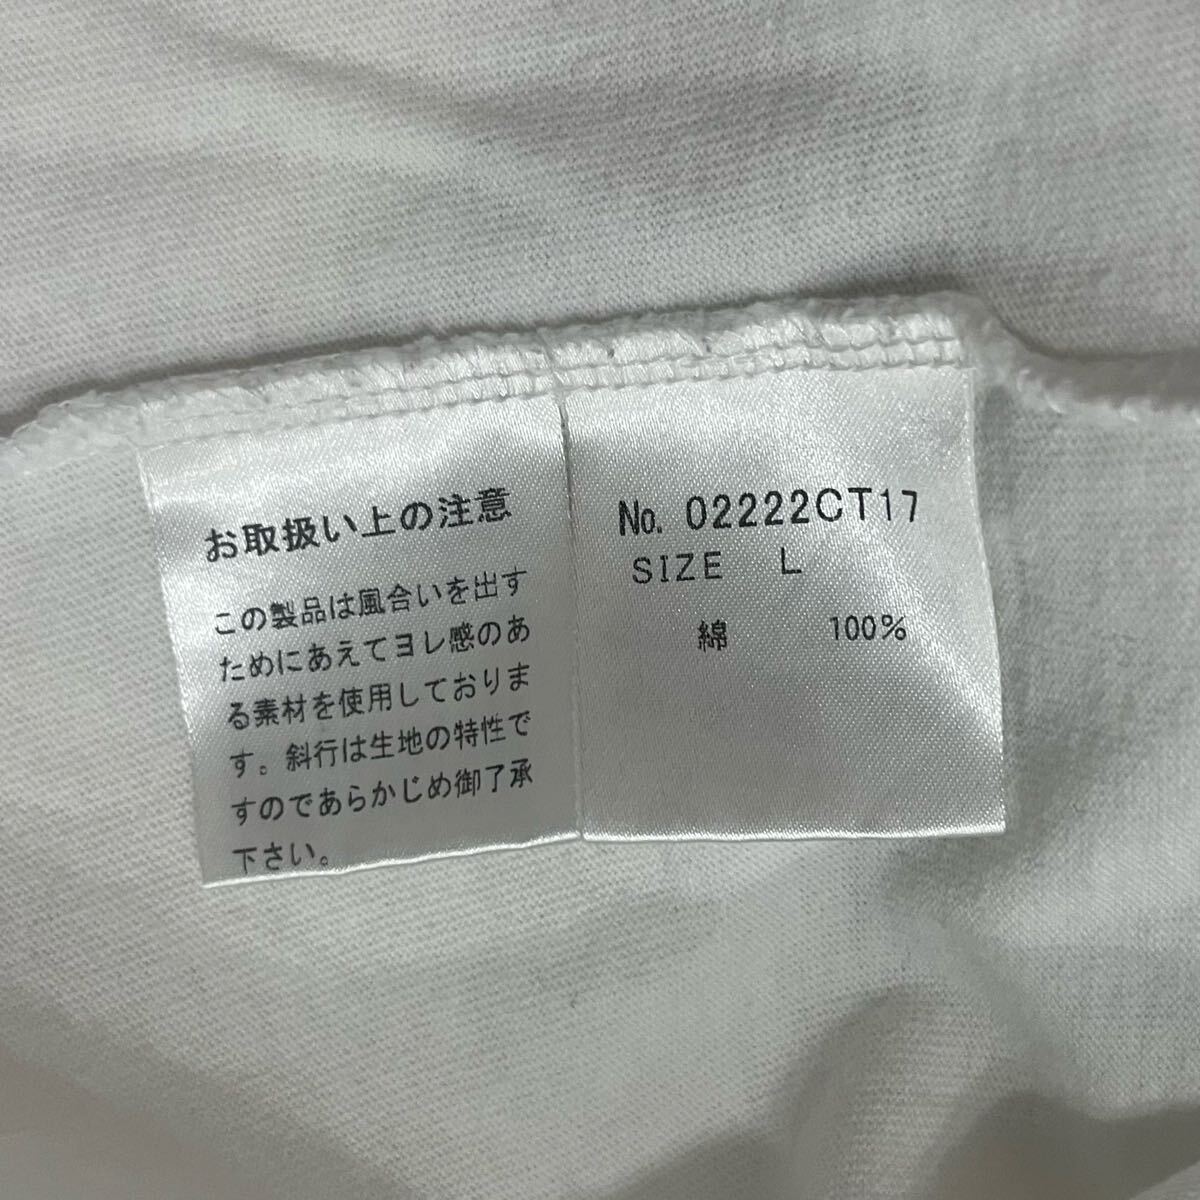 お取扱い上の注意
この製品は風合いを出す
ためにあえてヨレ感のあ
る素材を使用しておりま
す。斜行は生地の特性で
すのであらかじめ御了承
下さい。
No. 02222CT17
SIZE L
綿 100%